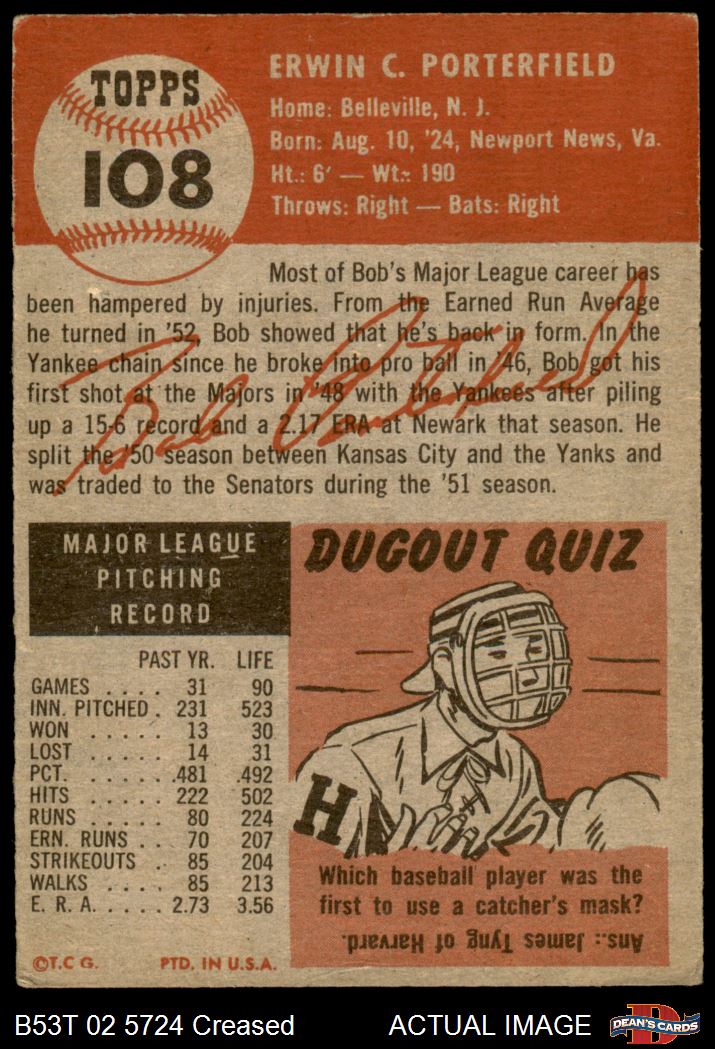 TOPPS
108
ERWIN C. PORTERFIELD
Home: Belleville, N. J.
Born: Aug. 10, '24, Newport News, Va.
Ht.: 6' — Wt.: 190
Throws: Right — Bats: Right
Most of Bob's Major League career has
been hampered by injuries. From the Earned Run Average
he turned in '52, Bob showed that he's back in form. In the
Yankee chain since he broke into pro ball in '46, Bob got his
first shot at the Majors in '48 with the Yankees after piling
up a 15-6 record and a 2.17 ERA at Newark that season. He
split the '50 season between Kansas City and the Yanks and
was traded to the Senators during the '51 season.
Bob Porterfield
MAJOR LEAGUE
PITCHING
RECORD
PAST YR. LIFE
GAMES .... 31 90
INN. PITCHED . 231 523
WON ..... 13 30
LOST ..... 14 31
PCT. ..... .481 .492
HITS ..... 222 502
RUNS ..... 80 224
ERN. RUNS ... 70 207
STRIKEOUTS . 85 204
WALKS .... 85 213
E. R. A. ..... 2.73 3.56
©T.C.G. PTD. IN U.S.A.
DUGOUT QUIZ
H
Which baseball player was the
first to use a catcher's mask?
Ans.: James Tyng of Harvard.
B53T 02 5724 Creased ACTUAL IMAGE DEAN'S CARDS